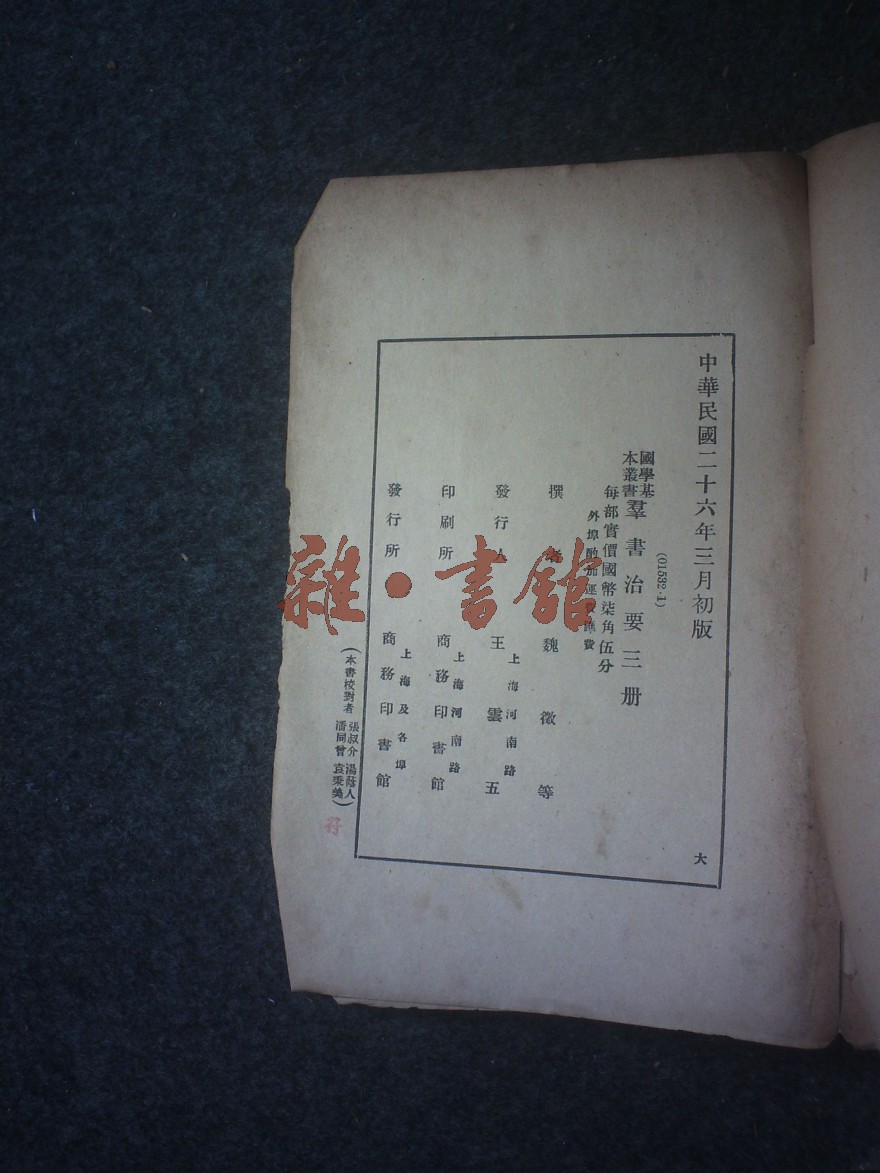 中華民國二十六年三月初版
大
(01582·1)
國學基
本叢書
羣書治要三册
每部實價國幣柒角伍分
外埠酌加運費匯費
撰者 魏徵等
上海河南路
發行人 王雲五
上海河南路
印刷所 商務印書館
上海及各埠
發行所 商務印書館
(本書校對者 張叔介 湯蔭人
潘同曾 袁秉美)
雜·書館